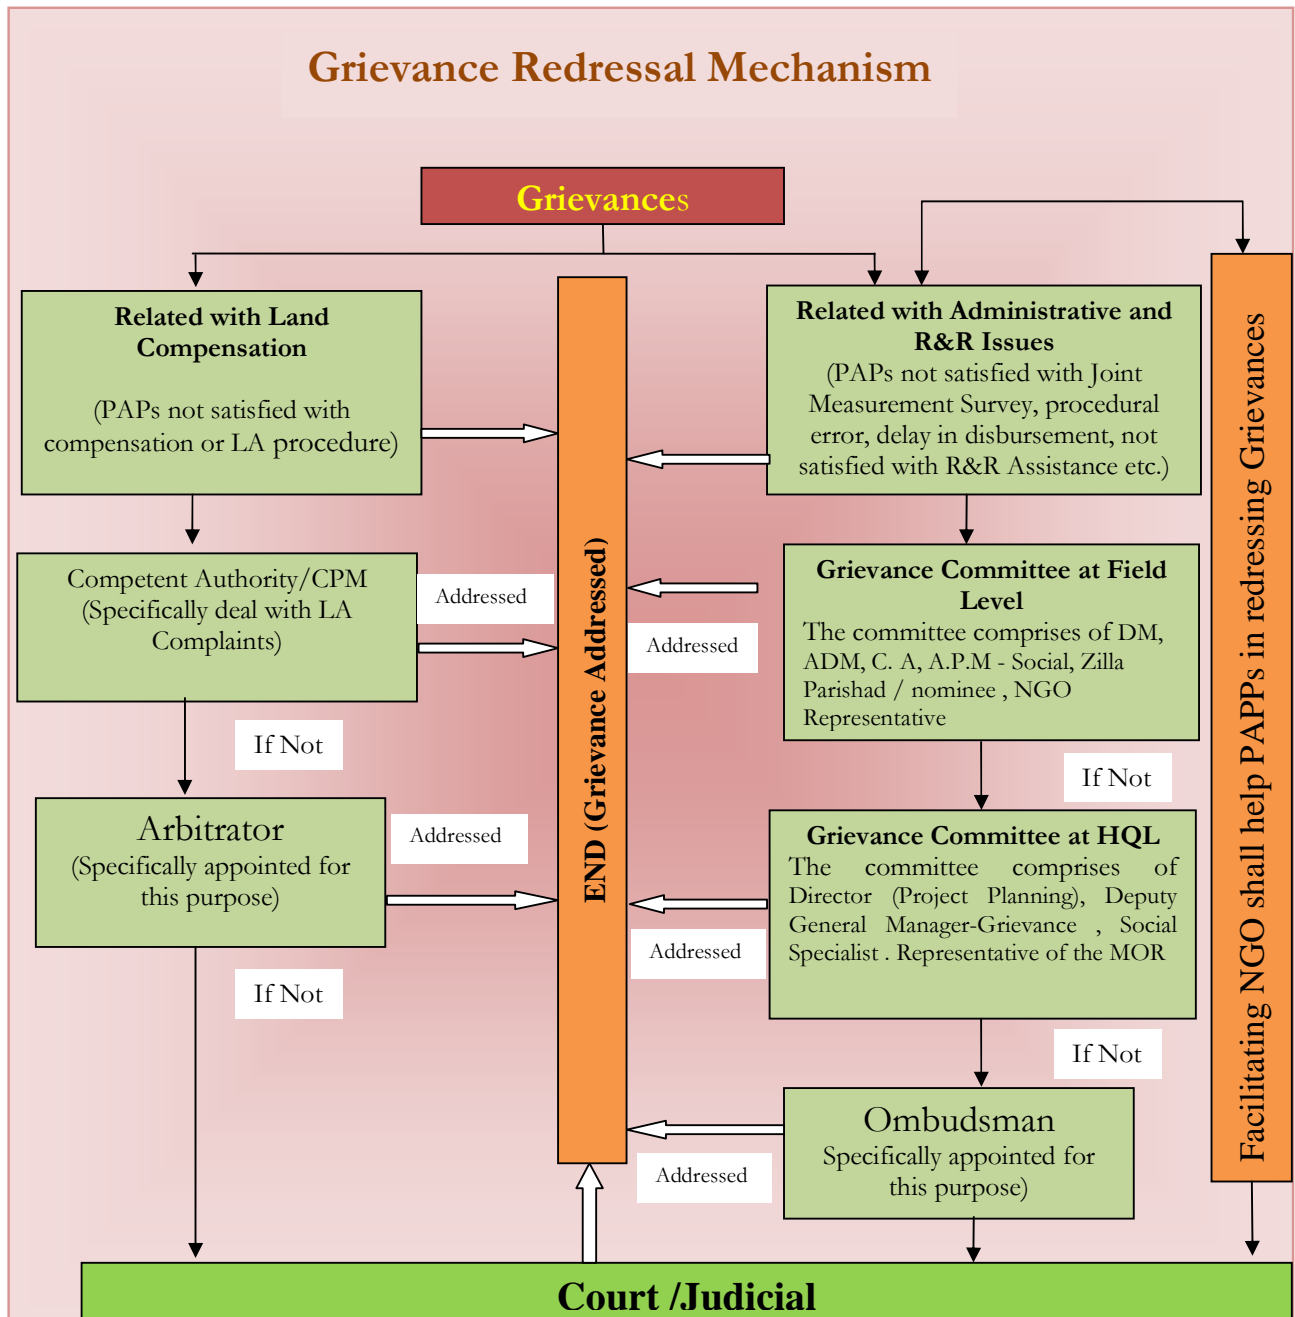 Grievance Redressal Mechanism
Grievances
Related with Land
Compensation
(PAPs not satisfied with
compensation or LA procedure)
Competent Authority/CPM
(Specifically deal with LA
Complaints)
Addressed
If Not
Arbitrator
(Specifically appointed for
this purpose)
Addressed
If Not
END (Grievance Addressed)
Related with Administrative and
R&R Issues
(PAPs not satisfied with Joint
Measurement Survey, procedural
error, delay in disbursement, not
satisfied with R&R Assistance etc.)
Grievance Committee at Field
Level
The committee comprises of DM,
ADM, C. A, A.P.M - Social, Zilla
Parishad / nominee , NGO
Representative
Addressed
If Not
Grievance Committee at HQL
The committee comprises of
Director (Project Planning), Deputy
General Manager-Grievance , Social
Specialist . Representative of the MOR
Addressed
If Not
Ombudsman
Specifically appointed for
this purpose)
Addressed
Facilitating NGO shall help PAPPs in redressing Grievances
Court /Judicial